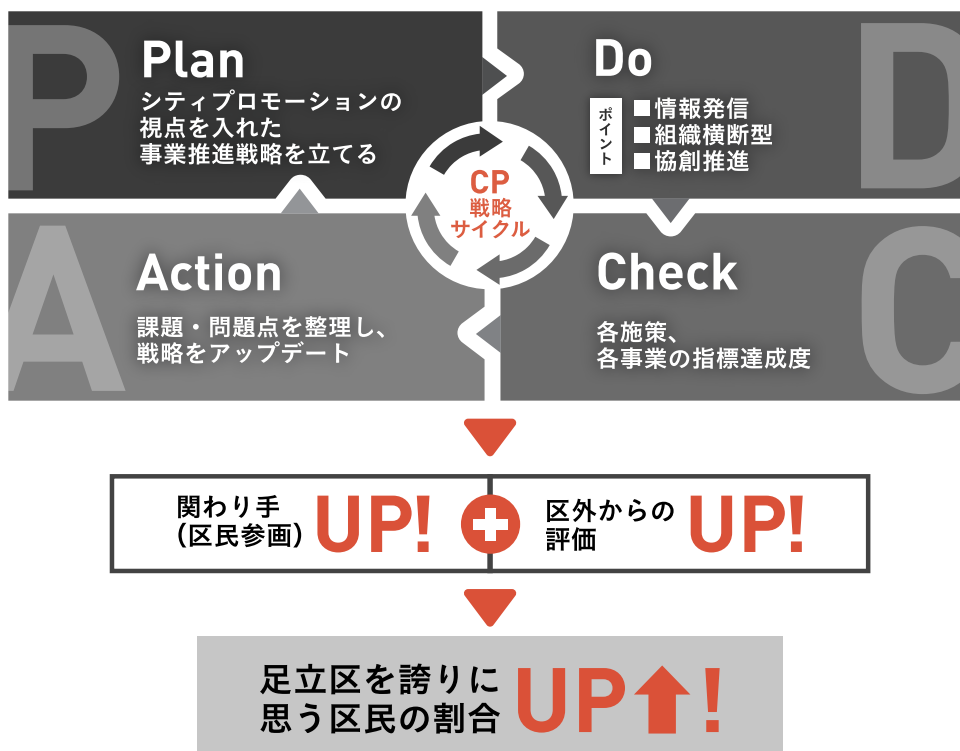 P
Plan
シティプロモーションの
視点を入れた
事業推進戦略を立てる
D
Do
ポイント
■情報発信
■組織横断型
■協創推進
CP
戦略
サイクル
A
Action
課題・問題点を整理し、
戦略をアップデート
C
Check
各施策、
各事業の指標達成度
関わり手
(区民参画)
UP!
区外からの
評価
UP!
足立区を誇りに
思う区民の割合
UP↑!